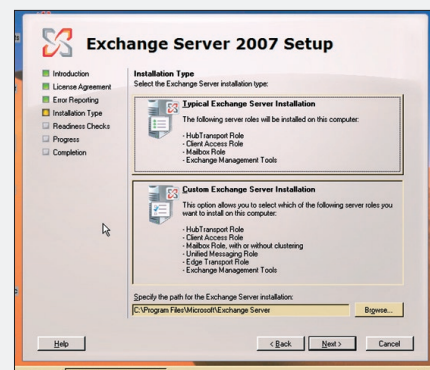 Exchange Server 2007 Setup
Introduction
License Agreement
Error Reporting
Installation Type
Readiness Checks
Progress
Completion
Installation Type
Select the Exchange Server installation type:
Typical Exchange Server Installation
The following server roles will be installed on this computer:
- HubTransport Role
- Client Access Role
- Mailbox Role
- Exchange Management Tools
Custom Exchange Server Installation
This option allows you to select which of the following server roles you
want to install on this computer:
- HubTransport Role
- Client Access Role
- Mailbox Role, with or without clustering
- Unified Messaging Role
- Edge Transport Role
- Exchange Management Tools
Specify the path for the Exchange Server installation:
C:\Program Files\Microsoft\Exchange Server
Browse...
Help
< Back
Next >
Cancel